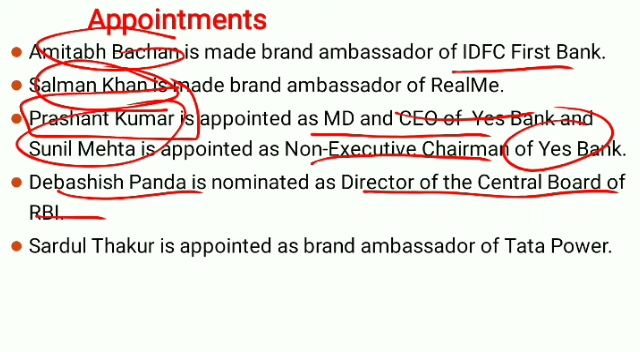 Appointments
Amitabh Bachan is made brand ambassador of IDFC First Bank.
Salman Khan is made brand ambassador of RealMe.
Prashant Kumar is appointed as MD and CEO of Yes Bank and
Sunil Mehta is appointed as Non-Executive Chairman of Yes Bank.
Debashish Panda is nominated as Director of the Central Board of
RBI.
Sardul Thakur is appointed as brand ambassador of Tata Power.